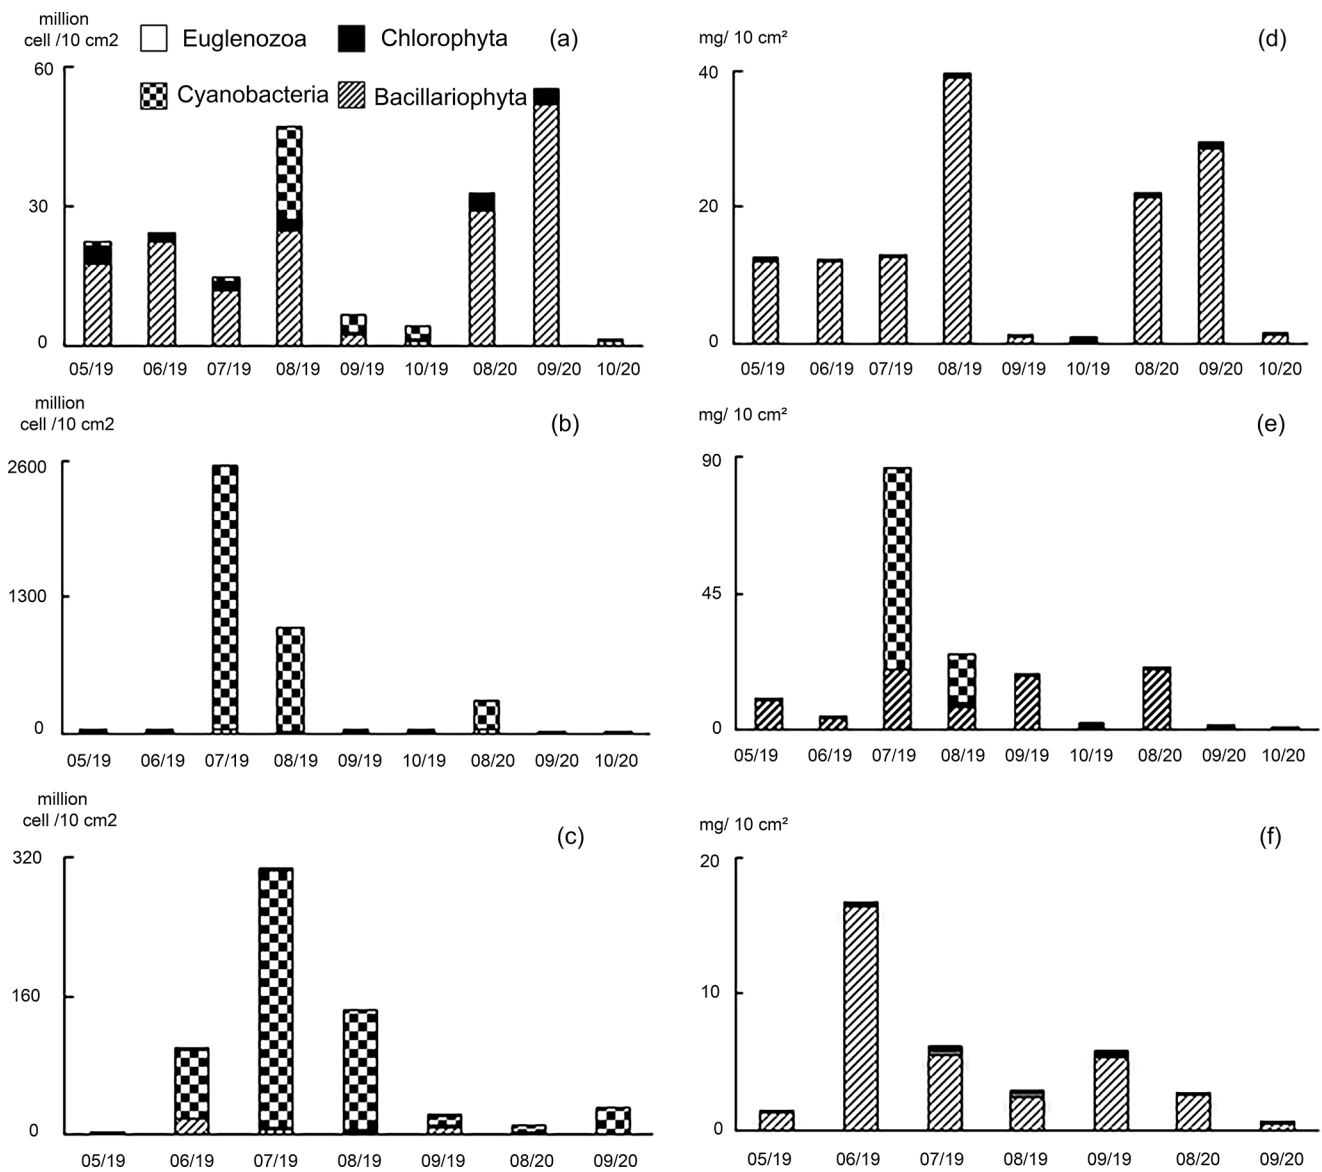 million
cell /10 cm2
Euglenozoa
Chlorophyta
(a)
Cyanobacteria
Bacillariophyta
60
30
0
05/19 06/19 07/19 08/19 09/19 10/19 08/20 09/20 10/20
mg/ 10 cm²
(d)
40
20
0
05/19 06/19 07/19 08/19 09/19 10/19 08/20 09/20 10/20
million
cell /10 cm2
(b)
2600
1300
0
05/19 06/19 07/19 08/19 09/19 10/19 08/20 09/20 10/20
mg/ 10 cm²
(e)
90
45
0
05/19 06/19 07/19 08/19 09/19 10/19 08/20 09/20 10/20
million
cell /10 cm2
(c)
320
160
0
05/19 06/19 07/19 08/19 09/19 08/20 09/20
mg/ 10 cm²
(f)
20
10
0
05/19 06/19 07/19 08/19 09/19 08/20 09/20